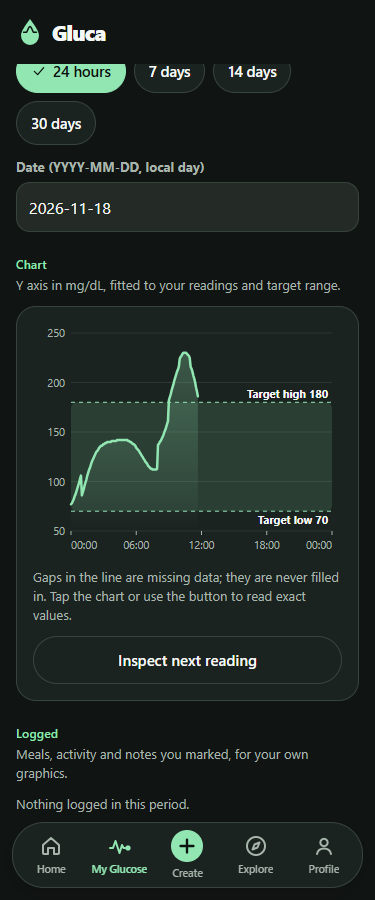 Gluca
24 hours
7 days
14 days
30 days
Date (YYYY-MM-DD, local day)
2026-11-18
Chart
Y axis in mg/dL, fitted to your readings and target range.
250
200
Target high 180
150
100
Target low 70
50
00:00
06:00
12:00
18:00
00:00
Gaps in the line are missing data; they are never filled
in. Tap the chart or use the button to read exact
values.
Inspect next reading
Logged
Meals, activity and notes you marked, for your own
graphics.
Nothing logged in this period.
Home
My Glucose
Create
Explore
Profile